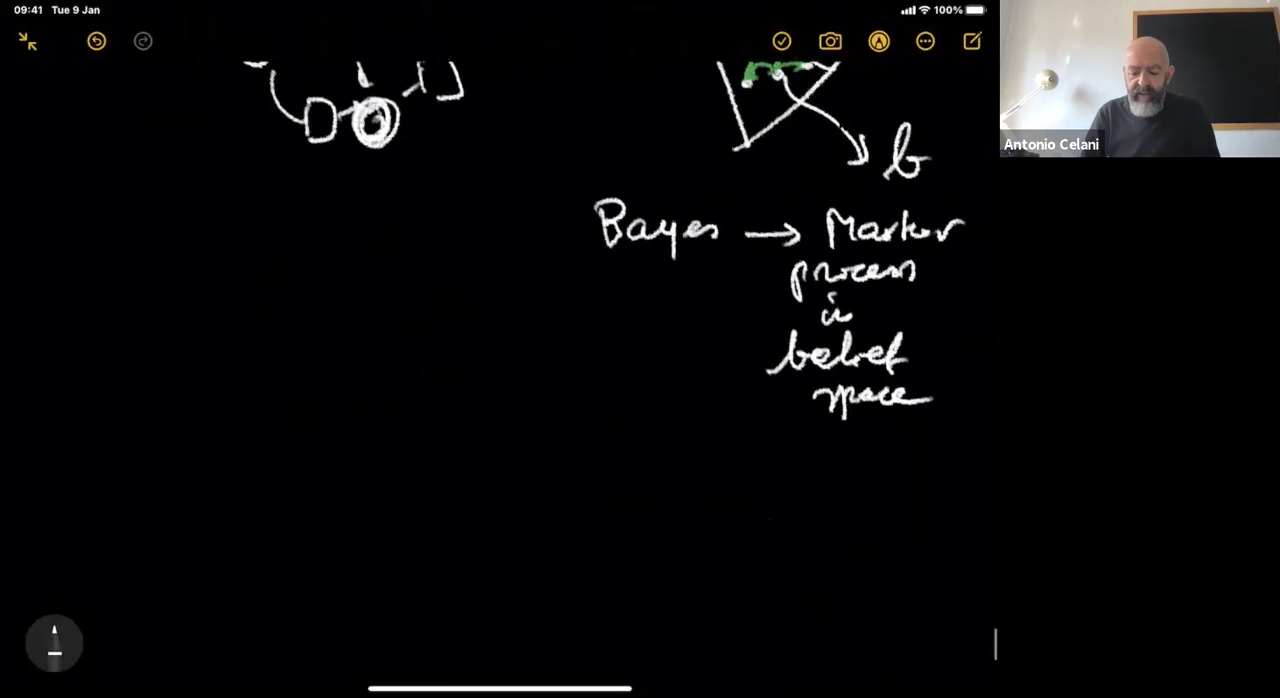 09:41 Tue 9 Jan 100%
Antonio Celani
b
Bayes → Markov
process
in
belief
space